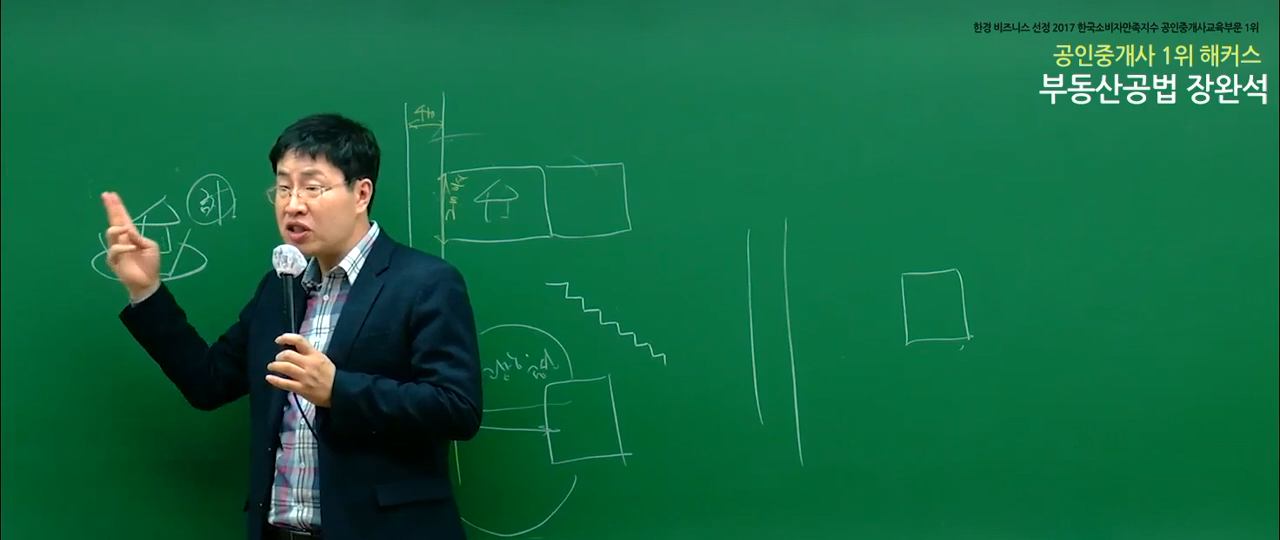 한경 비즈니스 선정 2017 한국소비자만족지수 공인중개사교육부문 1위
공인중개사 1위 해커스
부동산공법 장완석
4m